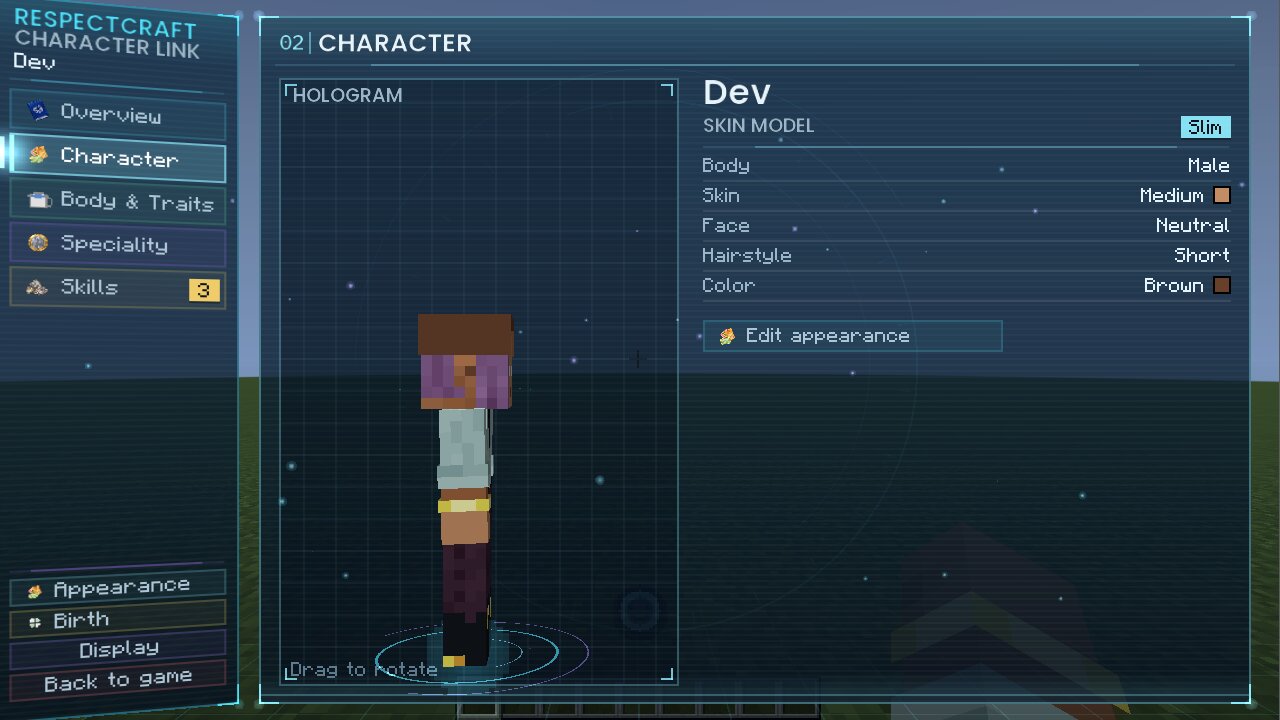 RESPECTCRAFT
CHARACTER LINK
Dev
Overview
Character
Body & Traits
Speciality
Skills 3
Appearance
Birth
Display
Back to game
02 | CHARACTER
HOLOGRAM
Drag to rotate
Dev
SKIN MODEL Slim
Body Male
Skin Medium
Face Neutral
Hairstyle Short
Color Brown
Edit appearance